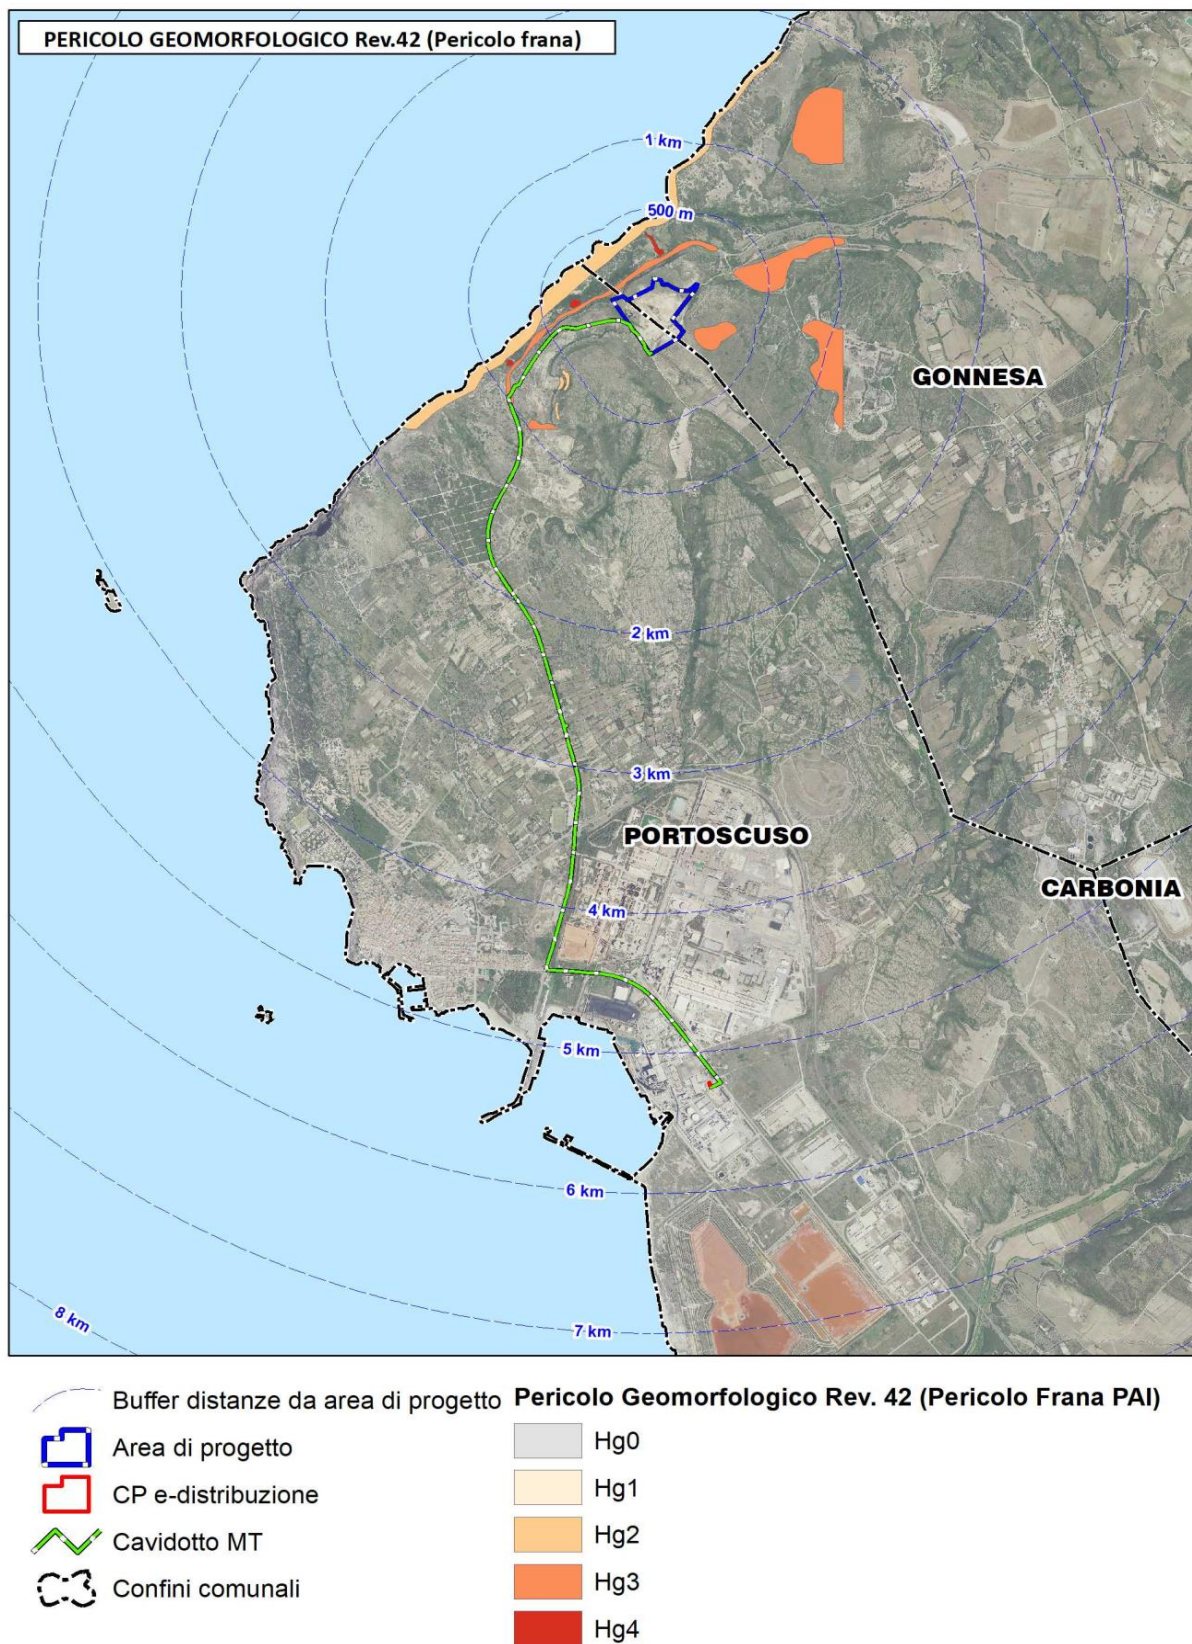 PERICOLO GEOMORFOLOGICO Rev.42 (Pericolo frana)
1 km
500 m
GONNESA
2 km
3 km
PORTOSCUSO
CARBONIA
4 km
5 km
6 km
8 km
7 km
Buffer distanze da area di progetto
Area di progetto
CP e-distribuzione
Cavidotto MT
Confini comunali
Pericolo Geomorfologico Rev. 42 (Pericolo Frana PAI)
Hg0
Hg1
Hg2
Hg3
Hg4